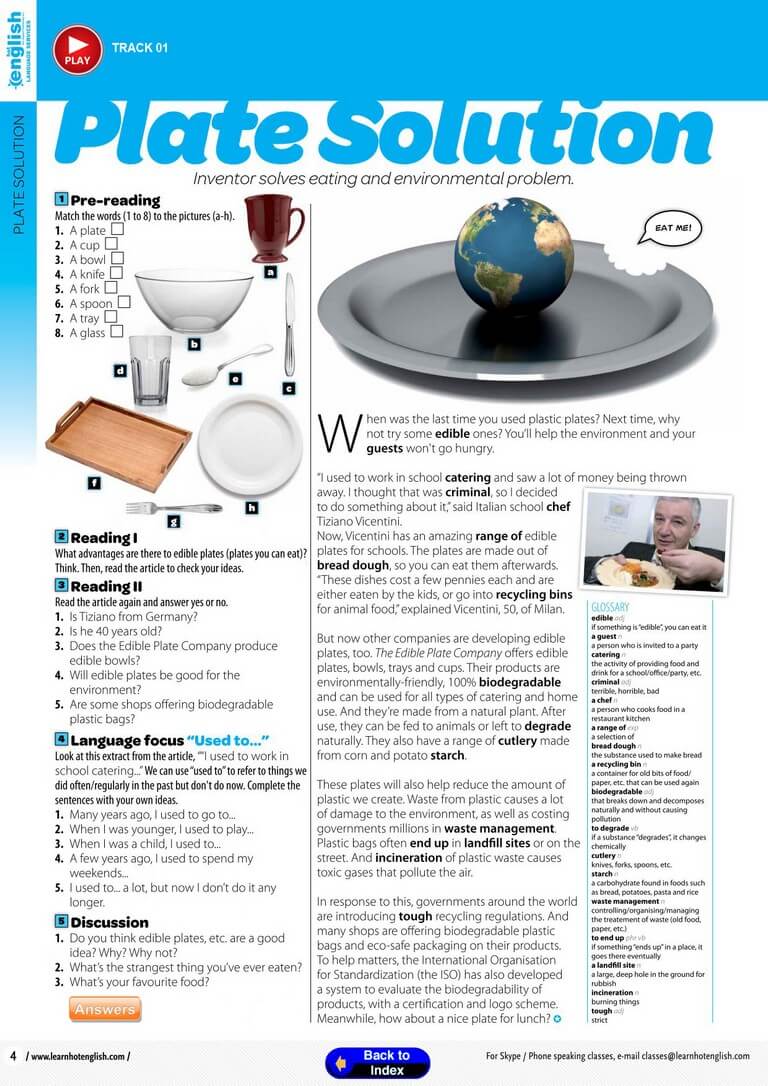 english
LANGUAGE SERVICES
PLATE SOLUTION
PLAY
TRACK 01
Plate Solution
Inventor solves eating and environmental problem.
1 Pre-reading
Match the words (1 to 8) to the pictures (a-h).
1. A plate
2. A cup
3. A bowl
4. A knife
5. A fork
6. A spoon
7. A tray
8. A glass
a
b
c
d
e
f
g
h
EAT ME!
2 Reading I
What advantages are there to edible plates (plates you can eat)?
Think. Then, read the article to check your ideas.
3 Reading II
Read the article again and answer yes or no.
1. Is Tiziano from Germany?
2. Is he 40 years old?
3. Does the Edible Plate Company produce
edible bowls?
4. Will edible plates be good for the
environment?
5. Are some shops offering biodegradable
plastic bags?
4 Language focus “Used to...”
Look at this extract from the article, “"I used to work in
school catering...” We can use “used to” to refer to things we
did often/regularly in the past but don't do now. Complete the
sentences with your own ideas.
1. Many years ago, I used to go to...
2. When I was younger, I used to play...
3. When I was a child, I used to...
4. A few years ago, I used to spend my
weekends...
5. I used to... a lot, but now I don't do it any
longer.
5 Discussion
1. Do you think edible plates, etc. are a good
idea? Why? Why not?
2. What's the strangest thing you've ever eaten?
3. What's your favourite food?
Answers
When was the last time you used plastic plates? Next time, why
not try some edible ones? You'll help the environment and your
guests won't go hungry.
“I used to work in school catering and saw a lot of money being thrown
away. I thought that was criminal, so I decided
to do something about it,” said Italian school chef
Tiziano Vicentini.
Now, Vicentini has an amazing range of edible
plates for schools. The plates are made out of
bread dough, so you can eat them afterwards.
“These dishes cost a few pennies each and are
either eaten by the kids, or go into recycling bins
for animal food,” explained Vicentini, 50, of Milan.
But now other companies are developing edible
plates, too. The Edible Plate Company offers edible
plates, bowls, trays and cups. Their products are
environmentally-friendly, 100% biodegradable
and can be used for all types of catering and home
use. And they're made from a natural plant. After
use, they can be fed to animals or left to degrade
naturally. They also have a range of cutlery made
from corn and potato starch.
These plates will also help reduce the amount of
plastic we create. Waste from plastic causes a lot
of damage to the environment, as well as costing
governments millions in waste management.
Plastic bags often end up in landfill sites or on the
street. And incineration of plastic waste causes
toxic gases that pollute the air.
In response to this, governments around the world
are introducing tough recycling regulations. And
many shops are offering biodegradable plastic
bags and eco-safe packaging on their products.
To help matters, the International Organisation
for Standardization (the ISO) has also developed
a system to evaluate the biodegradability of
products, with a certification and logo scheme.
Meanwhile, how about a nice plate for lunch?
GLOSSARY
edible adj
if something is “edible”, you can eat it
a guest n
a person who is invited to a party
catering n
the activity of providing food and
drink for a school/office/party, etc.
criminal adj
terrible, horrible, bad
a chef n
a person who cooks food in a
restaurant kitchen
a range of exp
a selection of
bread dough n
the substance used to make bread
a recycling bin n
a container for old bits of food/
paper, etc. that can be used again
biodegradable adj
that breaks down and decomposes
naturally and without causing
pollution
to degrade vb
if a substance “degrades”, it changes
chemically
cutlery n
knives, forks, spoons, etc.
starch n
a carbohydrate found in foods such
as bread, potatoes, pasta and rice
waste management n
controlling/organising/managing
the treatement of waste (old food,
paper, etc.)
to end up phr vb
if something “ends up” in a place, it
goes there eventually
a landfill site n
a large, deep hole in the ground for
rubbish
incineration n
burning things
tough adj
strict
4 / www.learnhotenglish.com /
Back to
Index
For Skype / Phone speaking classes, e-mail classes@learnhotenglish.com